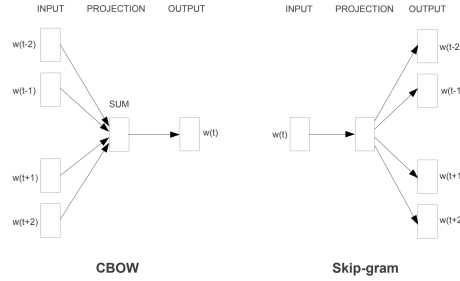 INPUT PROJECTION OUTPUT
w(t-2)
w(t-1)
SUM
w(t)
w(t+1)
w(t+2)
CBOW
INPUT PROJECTION OUTPUT
w(t-2
w(t-1
w(t)
w(t+1
w(t+2
Skip-gram